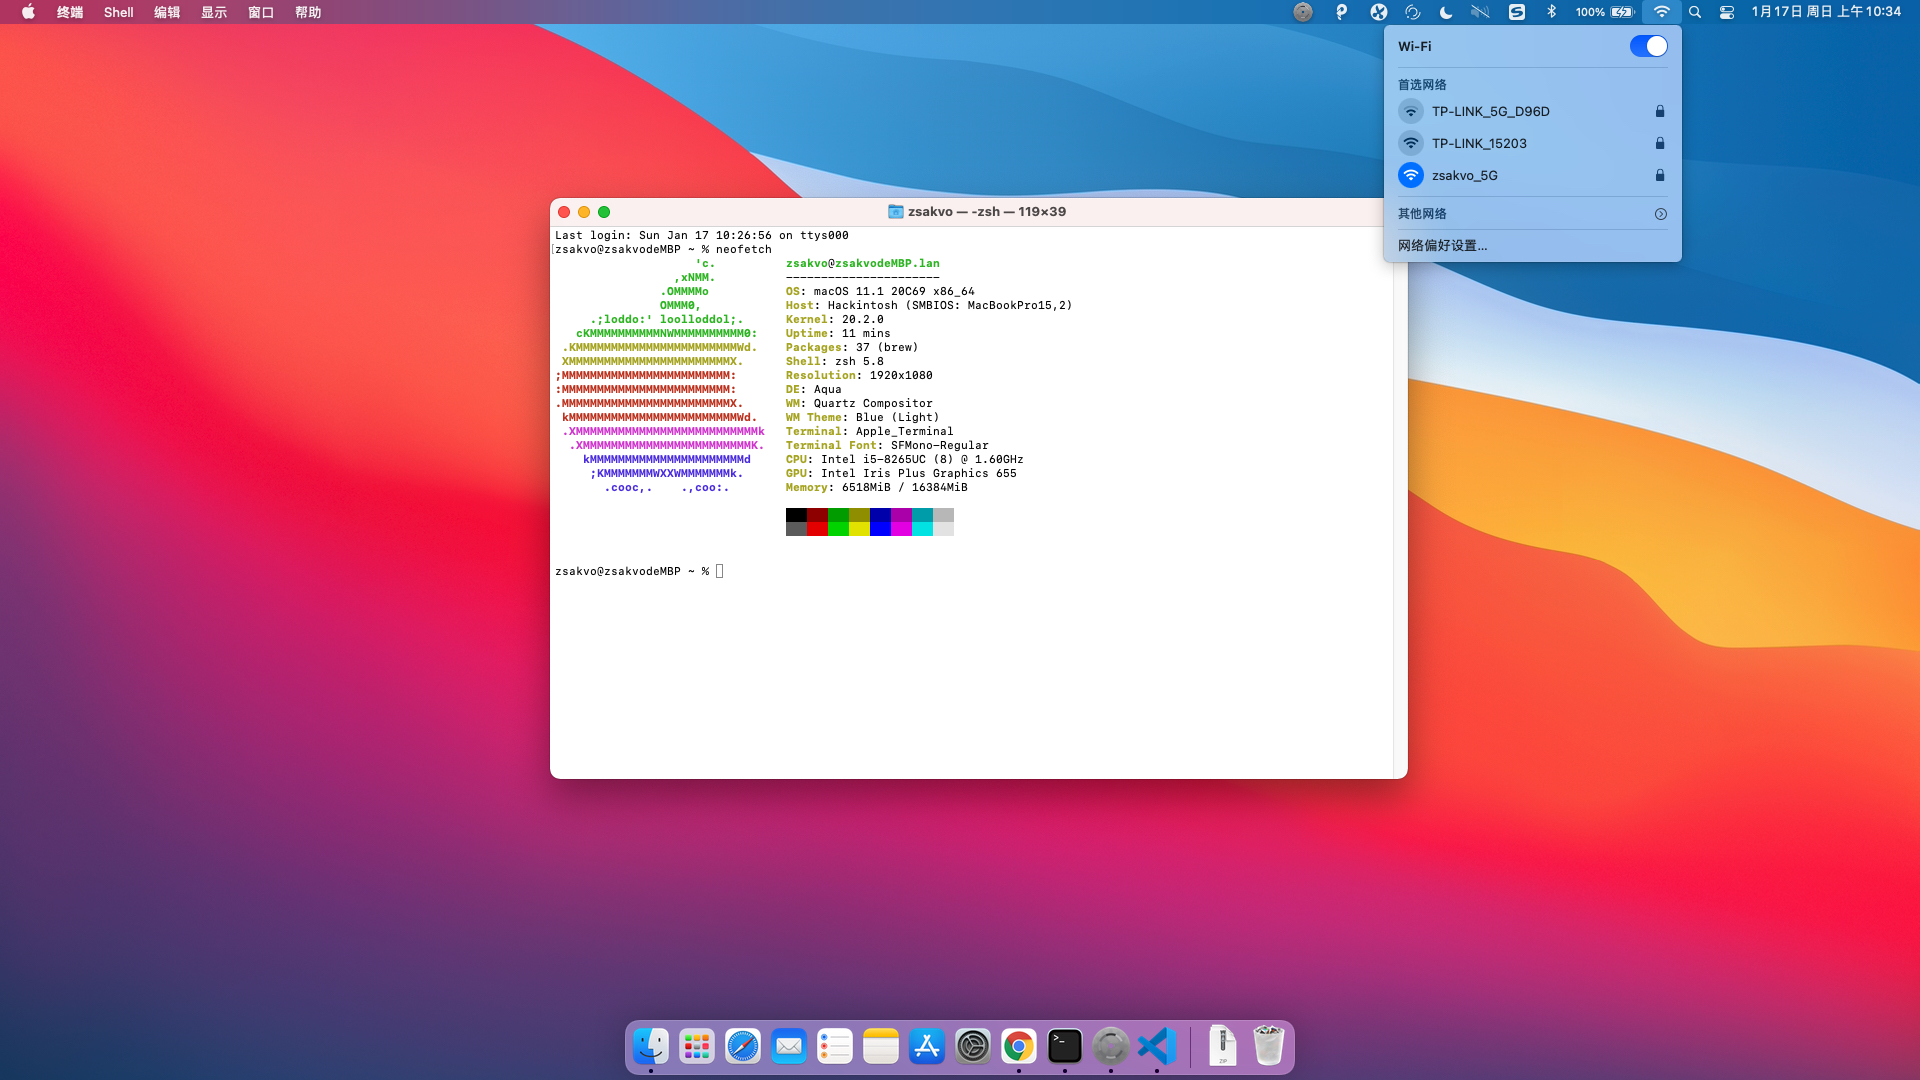 终端 Shell 编辑 显示 窗口 帮助 100% 1月17日 周日 上午10:34
Wi-Fi
首选网络
TP-LINK_5G_D96D
TP-LINK_15203
zsakvo_5G
其他网络
网络偏好设置...
zsakvo — -zsh — 119×39
Last login: Sun Jan 17 10:26:56 on ttys000
[zsakvo@zsakvodeMBP ~ % neofetch
'c. zsakvo@zsakvodeMBP.lan
,xNMM. ----------------------
.OMMMMo OS: macOS 11.1 20C69 x86_64
OMMM0, Host: Hackintosh (SMBIOS: MacBookPro15,2)
.;loddo:' loolloddol;. Kernel: 20.2.0
cKMMMMMMMMMMNWMMMMMMMMMM0: Uptime: 11 mins
.KMMMMMMMMMMMMMMMMMMMMMMMWd. Packages: 37 (brew)
XMMMMMMMMMMMMMMMMMMMMMMMX. Shell: zsh 5.8
;MMMMMMMMMMMMMMMMMMMMMMMM: Resolution: 1920x1080
:MMMMMMMMMMMMMMMMMMMMMMMM: DE: Aqua
.MMMMMMMMMMMMMMMMMMMMMMMMX. WM: Quartz Compositor
kMMMMMMMMMMMMMMMMMMMMMMMMWd. WM Theme: Blue (Light)
.XMMMMMMMMMMMMMMMMMMMMMMMMMMk Terminal: Apple_Terminal
.XMMMMMMMMMMMMMMMMMMMMMMMMK. Terminal Font: SFMono-Regular
kMMMMMMMMMMMMMMMMMMMMMMd CPU: Intel i5-8265UC (8) @ 1.60GHz
;KMMMMMMMWXXWMMMMMMMk. GPU: Intel Iris Plus Graphics 655
.cooc,. .,coo:. Memory: 6518MiB / 16384MiB
zsakvo@zsakvodeMBP ~ %
ZIP